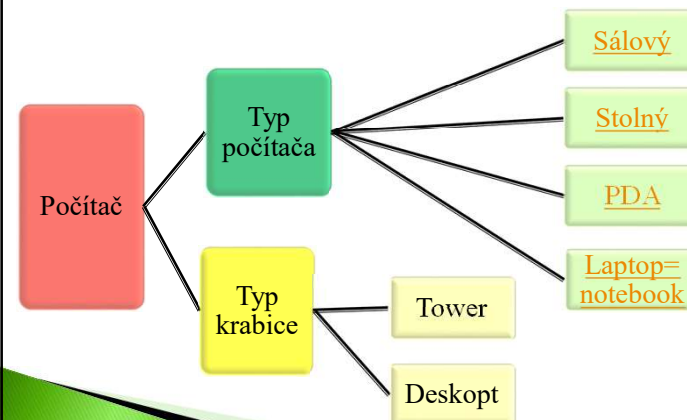 Počítač
Typ
počítača
Sálový
Stolný
PDA
Laptop=
notebook
Typ
krabice
Tower
Deskopt